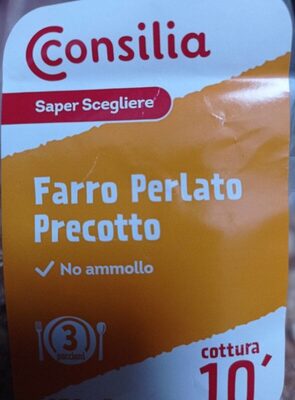 Consilia
Saper Scegliere
Farro Perlato
Precotto
No ammollo
3
porzioni
cottura
10'